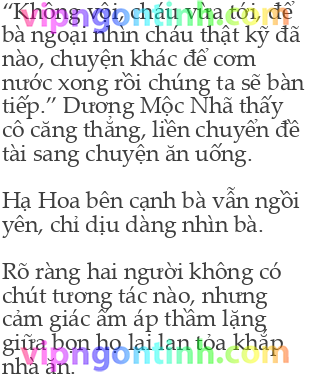 “Không vội, cháu vừa tới, để
bà ngoại nhìn cháu thật kỹ đã
nào, chuyện khác để cơm
nước xong rồi chúng ta sẽ bàn
tiếp.” Dương Mộc Nhã thấy
cô căng thẳng, liền chuyển đề
tài sang chuyện ăn uống.
Hạ Hoa bên cạnh bà vẫn ngồi
yên, chỉ dịu dàng nhìn bà.
Rõ ràng hai người không có
chút tương tác nào, nhưng
cảm giác ấm áp thầm lặng
giữa bọn họ lại lan tỏa khắp
nhà ăn.
vipngontinh.com
vipngontinh.com